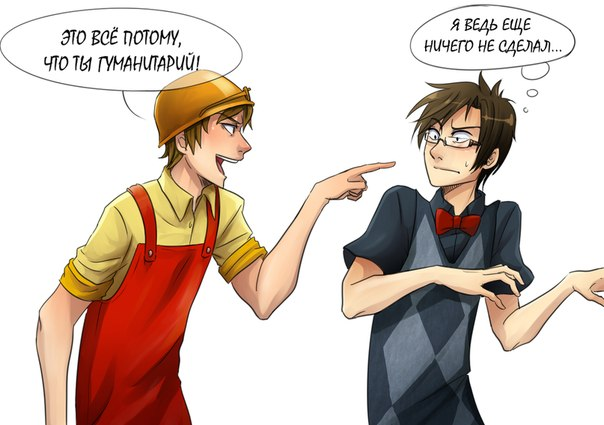 ЭТО ВСЁ ПОТОМУ,
ЧТО ТЫ ГУМАНИТАРИЙ!
Я ВЕДЬ ЕЩЕ
НИЧЕГО НЕ СДЕЛАЛ...